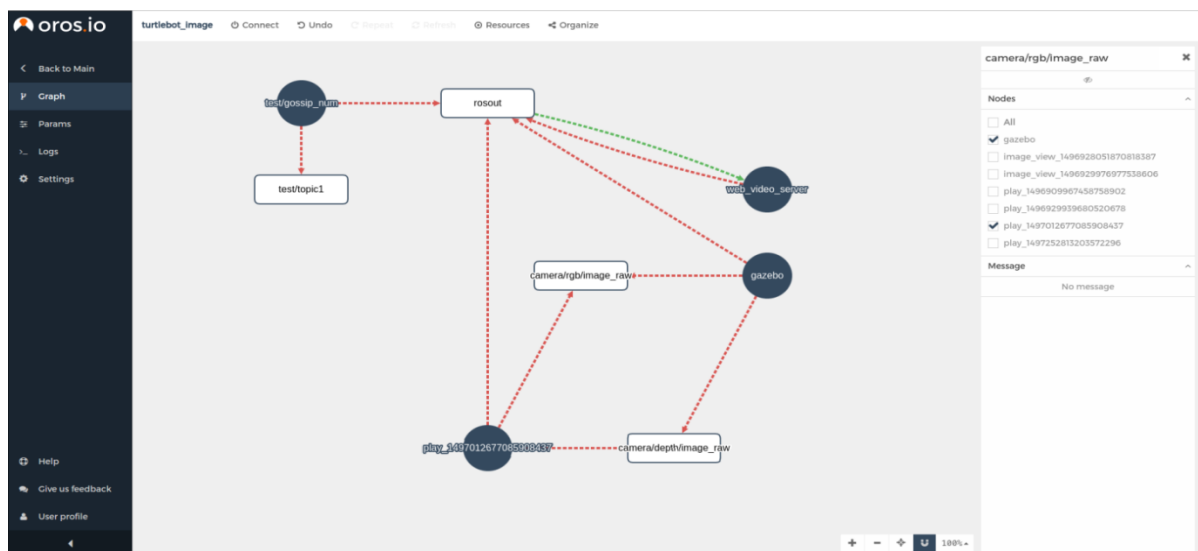 oros.io
turtlebot_image Connect Undo Repeat Refresh Resources Organize
Back to Main
Graph
Params
Logs
Settings
Help
Give us feedback
User profile
test/gossip_num
rosout
test/topic1
web_video_server
camera/rgb/image_raw
gazebo
play_1497012677085908437
camera/depth/image_raw
100%
camera/rgb/image_raw
Nodes
All
gazebo
image_view_1496928051870818387
image_view_1496929976977538606
play_1496909967458758902
play_1496929939680520678
play_1497012677085908437
play_1497252813203572296
Message
No message